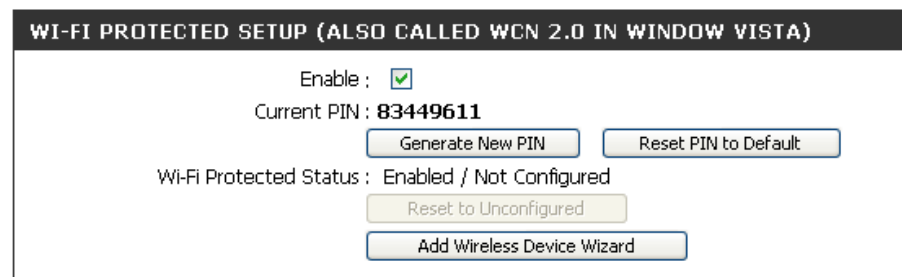 WI-FI PROTECTED SETUP (ALSO CALLED WCN 2.0 IN WINDOW VISTA)
Enable :
Current PIN : 83449611
Generate New PIN Reset PIN to Default
Wi-Fi Protected Status : Enabled / Not Configured
Reset to Unconfigured
Add Wireless Device Wizard